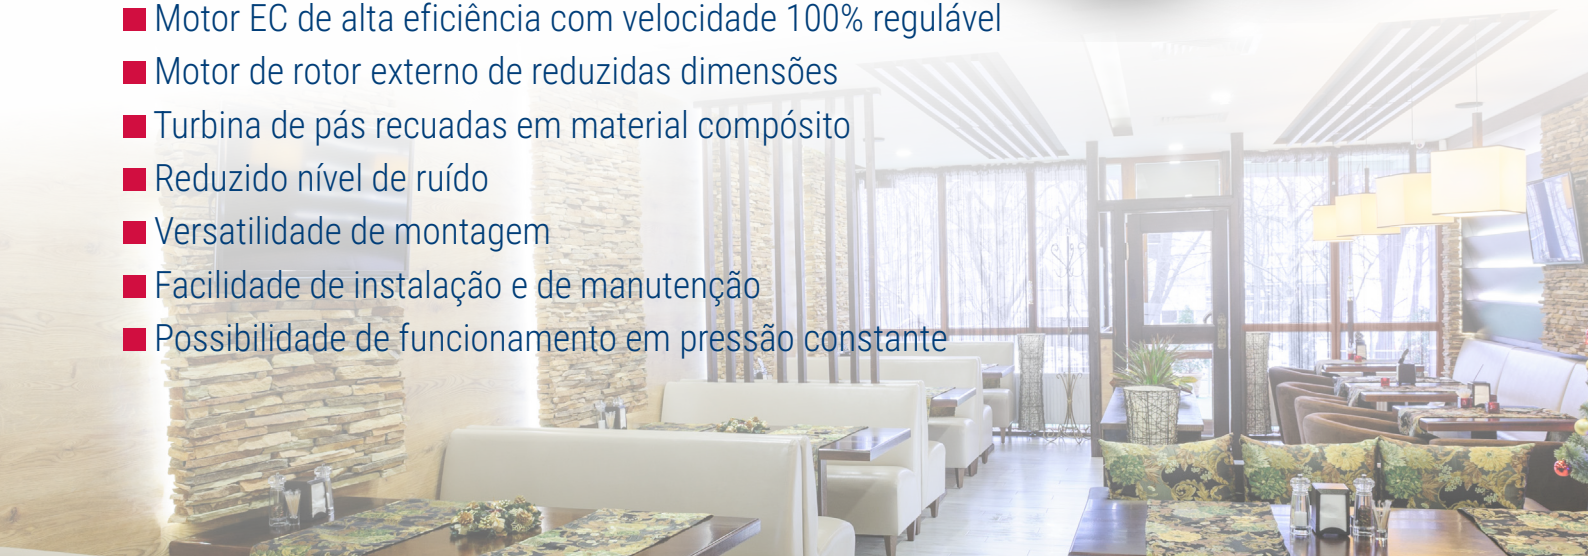 Motor EC de alta eficiência com velocidade 100% regulável
Motor de rotor externo de reduzidas dimensões
Turbina de pás recuadas em material compósito
Reduzido nível de ruído
Versatilidade de montagem
Facilidade de instalação e de manutenção
Possibilidade de funcionamento em pressão constante